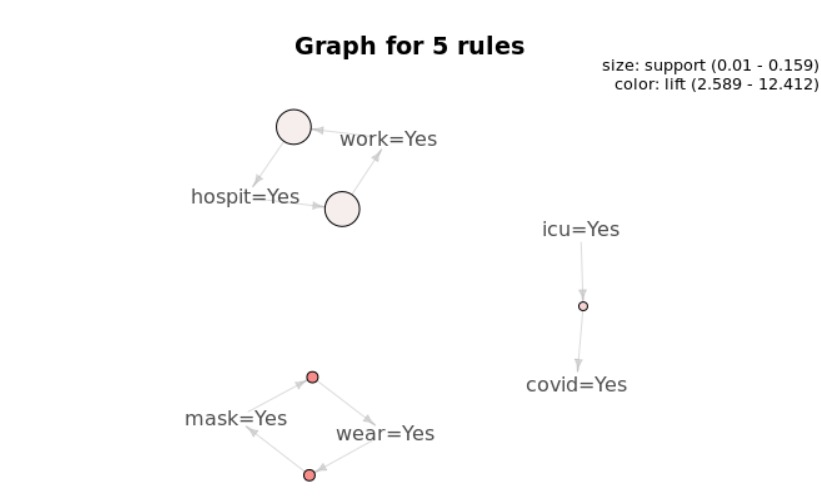 Graph for 5 rules
size: support (0.01 - 0.159)
color: lift (2.589 - 12.412)
work=Yes
hospit=Yes
icu=Yes
covid=Yes
mask=Yes
wear=Yes